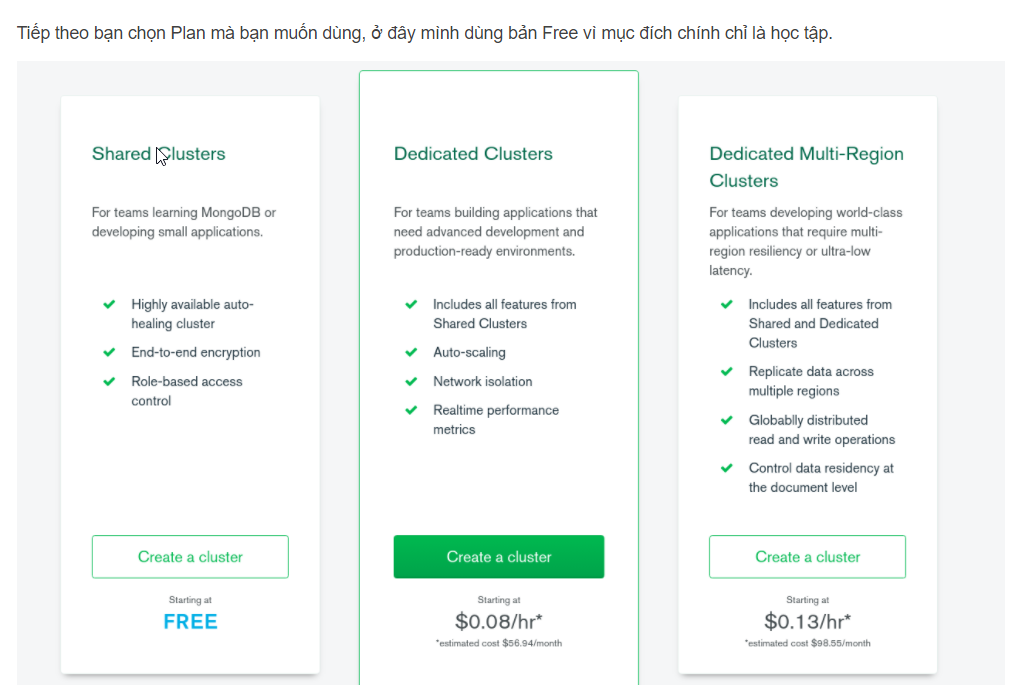 Tiếp theo bạn chọn Plan mà bạn muốn dùng, ở đây mình dùng bản Free vì mục đích chính chỉ là học tập.
Shared Clusters
For teams learning MongoDB or
developing small applications.
Highly available auto-
healing cluster
End-to-end encryption
Role-based access
control
Create a cluster
Starting at
FREE
Dedicated Clusters
For teams building applications that
need advanced development and
production-ready environments.
Includes all features from
Shared Clusters
Auto-scaling
Network isolation
Realtime performance
metrics
Create a cluster
Starting at
$0.08/hr*
*estimated cost $56.94/month
Dedicated Multi-Region
Clusters
For teams developing world-class
applications that require multi-
region resiliency or ultra-low
latency.
Includes all features from
Shared and Dedicated
Clusters
Replicate data across
multiple regions
Globablly distributed
read and write operations
Control data residency at
the document level
Create a cluster
Starting at
$0.13/hr*
*estimated cost $98.55/month